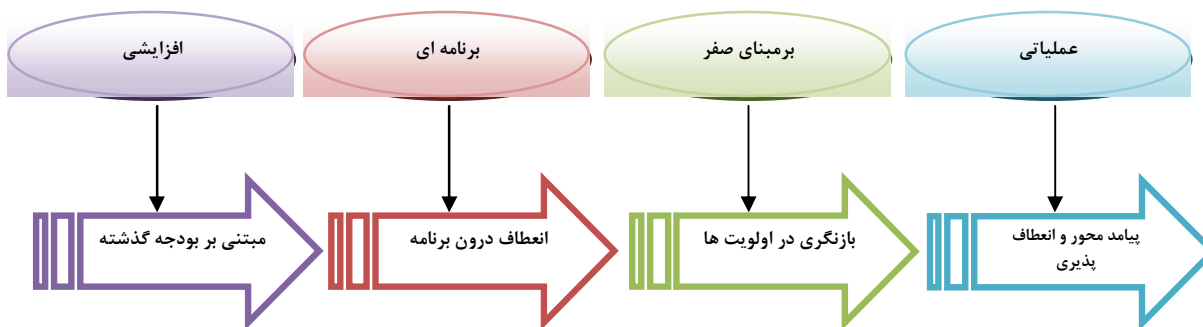 افزایشی
برنامه ای
برمبنای صفر
عملیاتی
مبتنی بر بودجه گذشته
انعطاف درون برنامه
بازنگری در اولویت ها
پیامد محور و انعطاف
پذیری